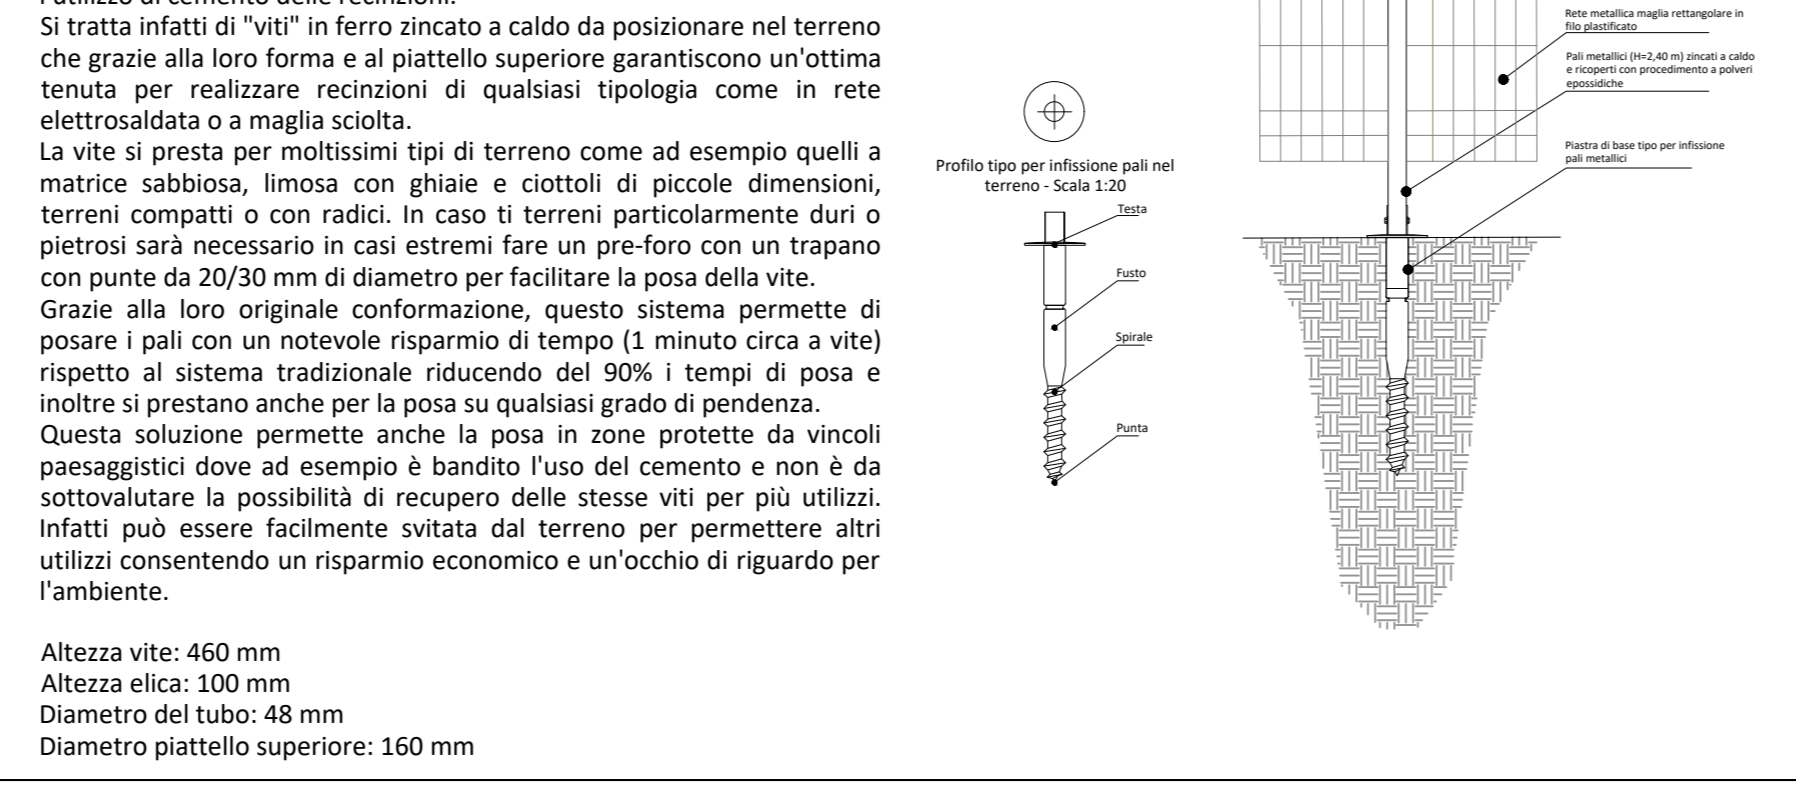 l'utilizzo di cemento delle recinzioni.
Si tratta infatti di "viti" in ferro zincato a caldo da posizionare nel terreno
che grazie alla loro forma e al piattello superiore garantiscono un'ottima
tenuta per realizzare recinzioni di qualsiasi tipologia come in rete
elettrosaldata o a maglia sciolta.
La vite si presta per moltissimi tipi di terreno come ad esempio quelli a
matrice sabbiosa, limosa con ghiaie e ciottoli di piccole dimensioni,
terreni compatti o con radici. In caso ti terreni particolarmente duri o
pietrosi sarà necessario in casi estremi fare un pre-foro con un trapano
con punte da 20/30 mm di diametro per facilitare la posa della vite.
Grazie alla loro originale conformazione, questo sistema permette di
posare i pali con un notevole risparmio di tempo (1 minuto circa a vite)
rispetto al sistema tradizionale riducendo del 90% i tempi di posa e
inoltre si prestano anche per la posa su qualsiasi grado di pendenza.
Questa soluzione permette anche la posa in zone protette da vincoli
paesaggistici dove ad esempio è bandito l'uso del cemento e non è da
sottovalutare la possibilità di recupero delle stesse viti per più utilizzi.
Infatti può essere facilmente svitata dal terreno per permettere altri
utilizzi consentendo un risparmio economico e un'occhio di riguardo per
l'ambiente.
Altezza vite: 460 mm
Altezza elica: 100 mm
Diametro del tubo: 48 mm
Diametro piattello superiore: 160 mm
Profilo tipo per infissione pali nel
terreno - Scala 1:20
Testa
Fusto
Spirale
Punta
Rete metallica maglia rettangolare in
filo plastificato
Pali metallici (H=2,40 m) zincati a caldo
e ricoperti con procedimento a polveri
epossidiche
Piastra di base tipo per infissione
pali metallici